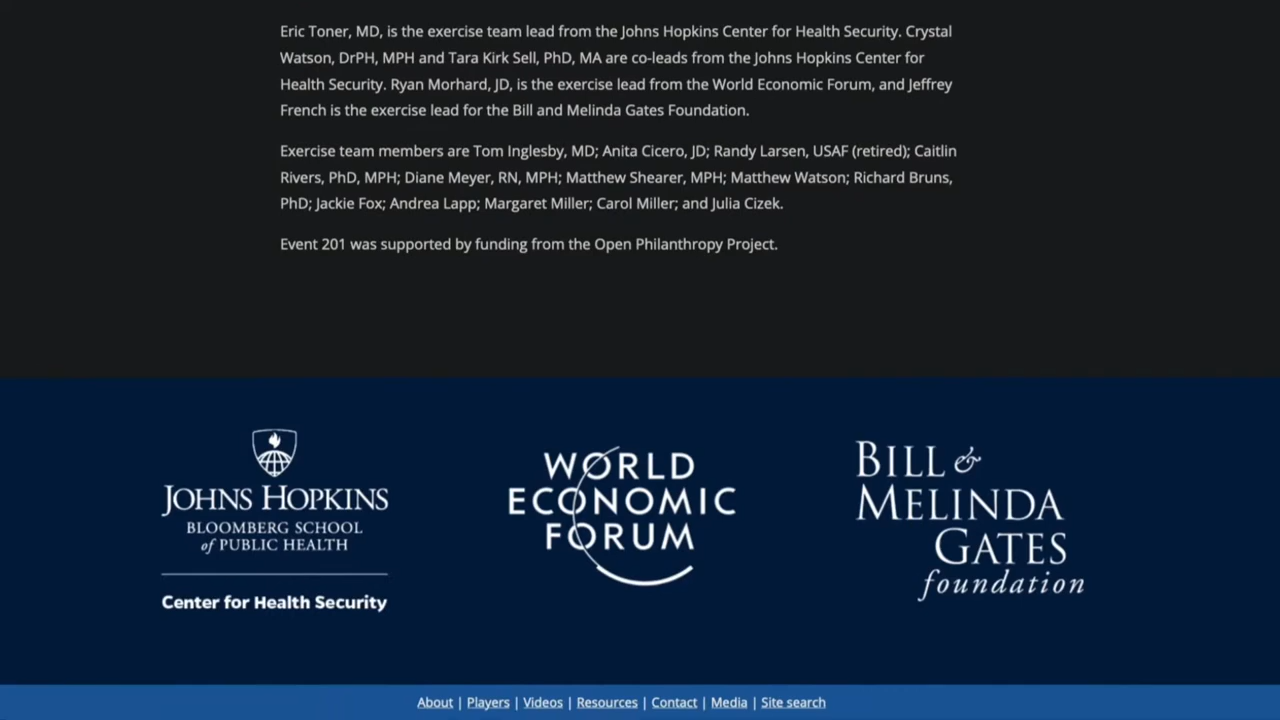 Eric Toner, MD, is the exercise team lead from the Johns Hopkins Center for Health Security. Crystal
Watson, DrPH, MPH and Tara Kirk Sell, PhD, MA are co-leads from the Johns Hopkins Center for
Health Security. Ryan Morhard, JD, is the exercise lead from the World Economic Forum, and Jeffrey
French is the exercise lead for the Bill and Melinda Gates Foundation.
Exercise team members are Tom Inglesby, MD; Anita Cicero, JD; Randy Larsen, USAF (retired); Caitlin
Rivers, PhD, MPH; Diane Meyer, RN, MPH; Matthew Shearer, MPH; Matthew Watson; Richard Bruns,
PhD; Jackie Fox; Andrea Lapp; Margaret Miller; Carol Miller; and Julia Cizek.
Event 201 was supported by funding from the Open Philanthropy Project.
JOHNS HOPKINS
BLOOMBERG SCHOOL
of PUBLIC HEALTH
Center for Health Security
WORLD
ECONOMIC
FORUM
BILL &
MELINDA
GATES
foundation
About | Players | Videos | Resources | Contact | Media | Site search